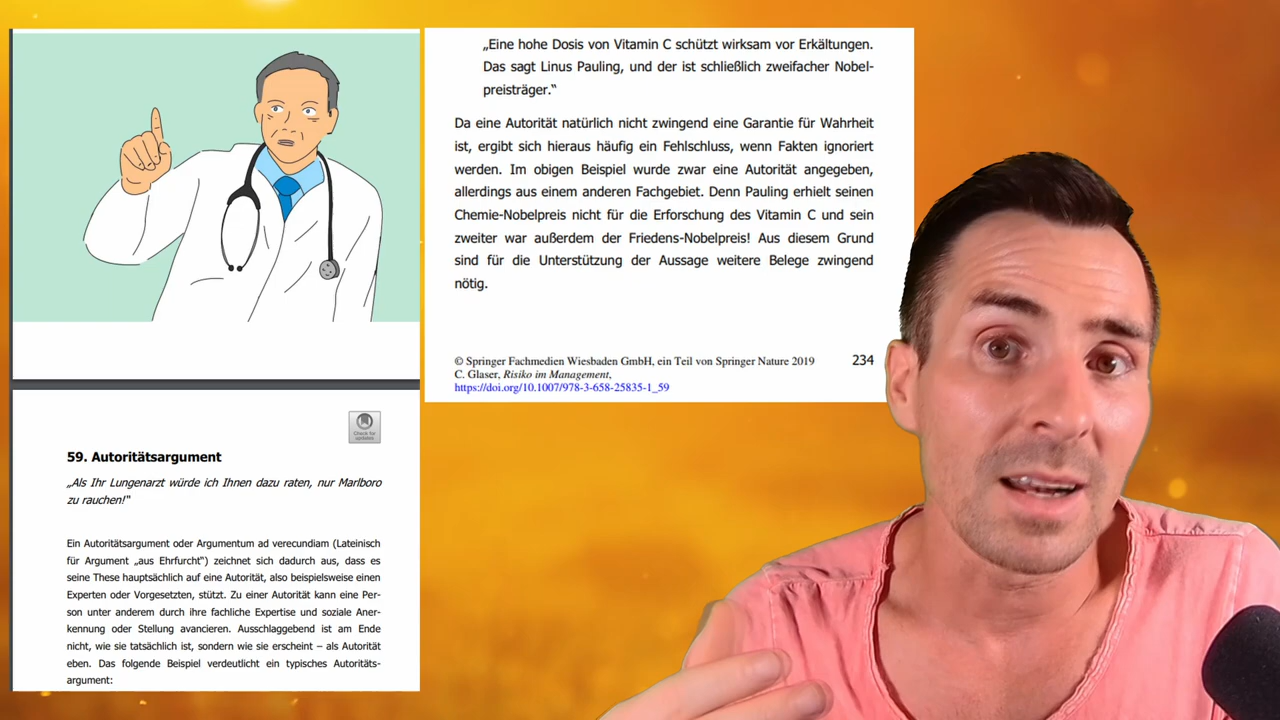 Check for
updates
59. Autoritätsargument
„Als Ihr Lungenarzt würde ich Ihnen dazu raten, nur Marlboro
zu rauchen!“
Ein Autoritätsargument oder Argumentum ad verecundiam (Lateinisch
für Argument „aus Ehrfurcht“) zeichnet sich dadurch aus, dass es
seine These hauptsächlich auf eine Autorität, also beispielsweise einen
Experten oder Vorgesetzten, stützt. Zu einer Autorität kann eine Per-
son unter anderem durch ihre fachliche Expertise und soziale Aner-
kennung oder Stellung avancieren. Ausschlaggebend ist am Ende
nicht, wie sie tatsächlich ist, sondern wie sie erscheint – als Autorität
eben. Das folgende Beispiel verdeutlicht ein typisches Autoritäts-
argument:
„Eine hohe Dosis von Vitamin C schützt wirksam vor Erkältungen.
Das sagt Linus Pauling, und der ist schließlich zweifacher Nobel-
preisträger.“
Da eine Autorität natürlich nicht zwingend eine Garantie für Wahrheit
ist, ergibt sich hieraus häufig ein Fehlschluss, wenn Fakten ignoriert
werden. Im obigen Beispiel wurde zwar eine Autorität angegeben,
allerdings aus einem anderen Fachgebiet. Denn Pauling erhielt seinen
Chemie-Nobelpreis nicht für die Erforschung des Vitamin C und sein
zweiter war außerdem der Friedens-Nobelpreis! Aus diesem Grund
sind für die Unterstützung der Aussage weitere Belege zwingend
nötig.
© Springer Fachmedien Wiesbaden GmbH, ein Teil von Springer Nature 2019 234
C. Glaser, Risiko im Management,
https://doi.org/10.1007/978-3-658-25835-1_59